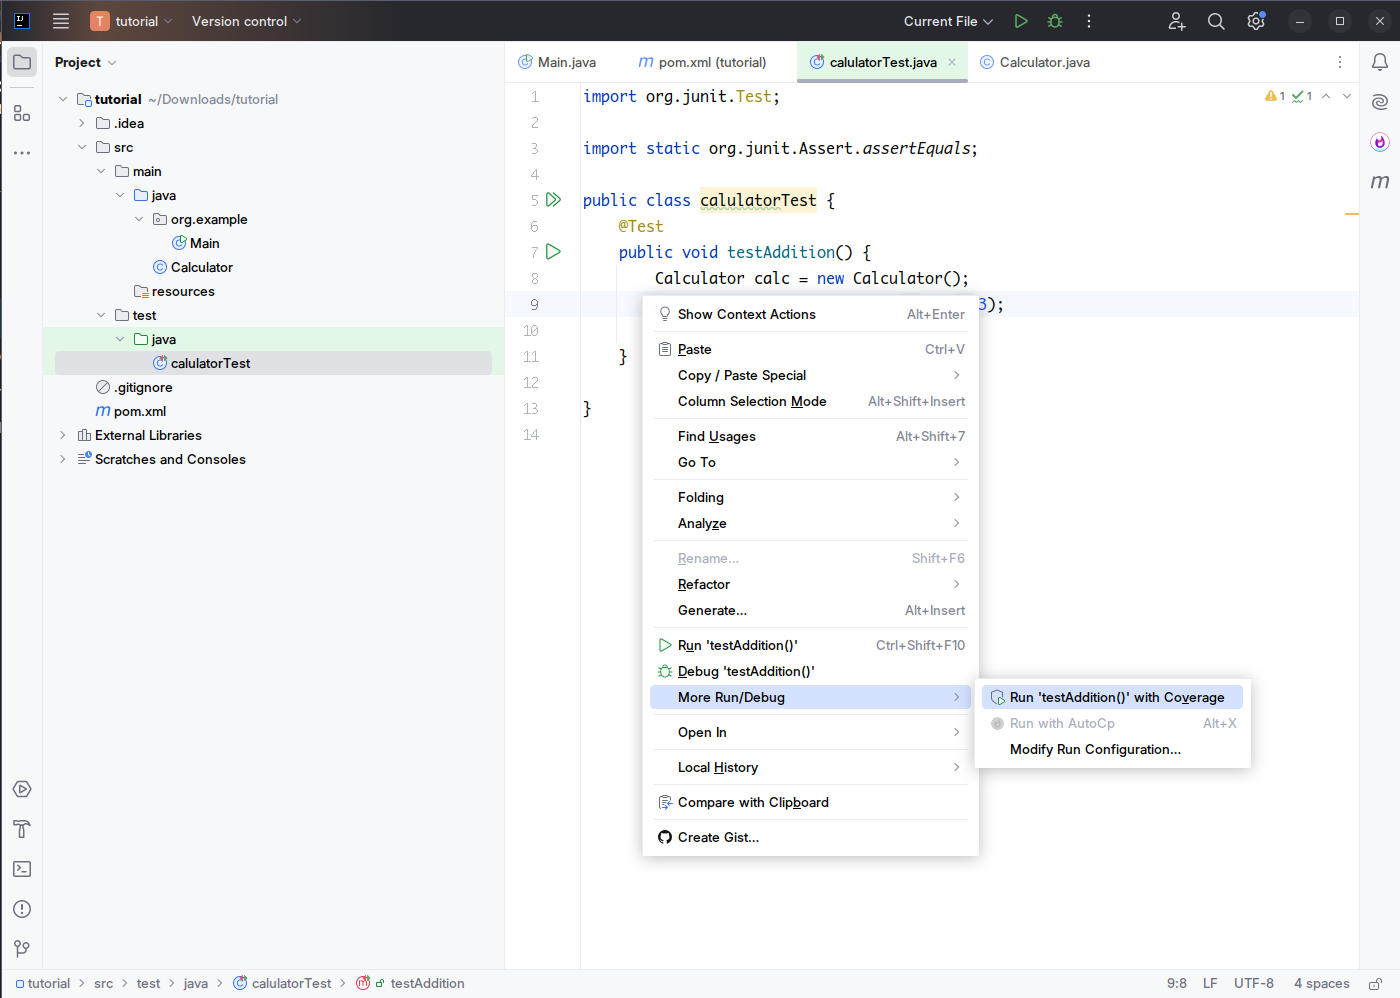 T tutorial Version control Current File
Project
Main.java
pom.xml (tutorial)
calulatorTest.java
Calculator.java
tutorial ~/Downloads/tutorial
.idea
src
main
java
org.example
Main
Calculator
resources
test
java
calulatorTest
.gitignore
pom.xml
External Libraries
Scratches and Consoles
1 import org.junit.Test;
1 1
2
3 import static org.junit.Assert.assertEquals;
4
5 public class calulatorTest {
6 @Test
7 public void testAddition() {
8 Calculator calc = new Calculator();
9 3);
10
11 }
12
13 }
14
Show Context Actions Alt+Enter
Paste Ctrl+V
Copy / Paste Special
Column Selection Mode Alt+Shift+Insert
Find Usages Alt+Shift+7
Go To
Folding
Analyze
Rename... Shift+F6
Refactor
Generate... Alt+Insert
Run 'testAddition()' Ctrl+Shift+F10
Debug 'testAddition()'
More Run/Debug
Open In
Local History
Compare with Clipboard
Create Gist...
Run 'testAddition()' with Coverage
Run with AutoCp Alt+X
Modify Run Configuration...
tutorial > src > test > java > calulatorTest > testAddition
9:8 LF UTF-8 4 spaces